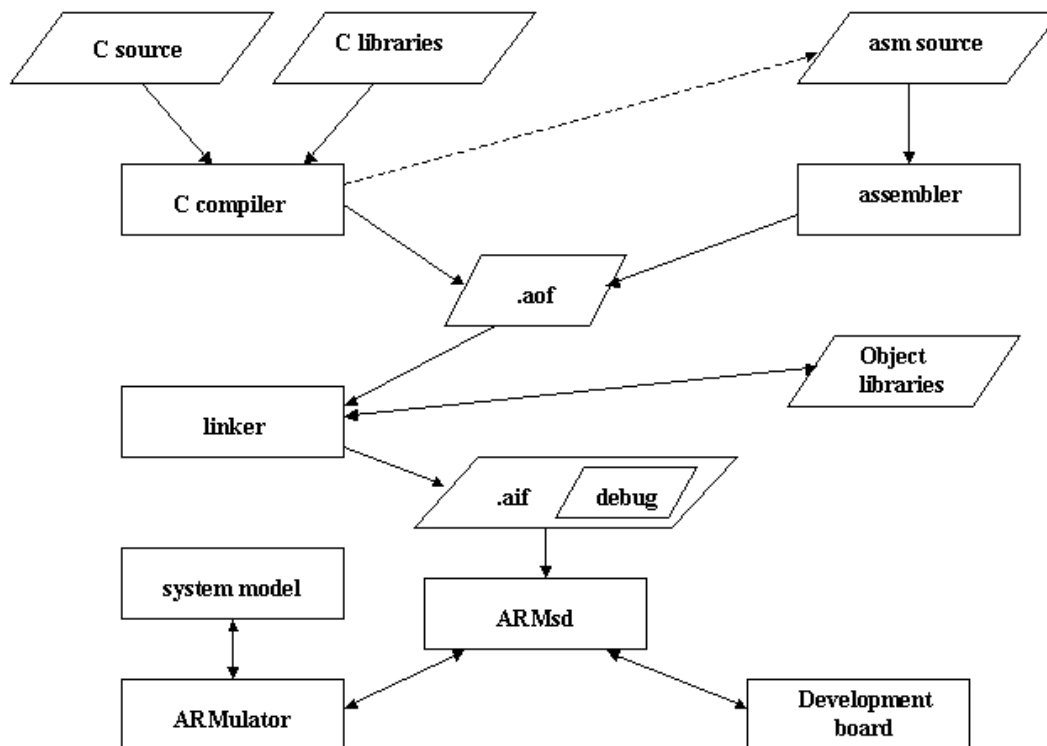 C source
C libraries
asm source
C compiler
assembler
.aof
Object
libraries
linker
.aif
debug
system model
ARMsd
ARMulator
Development
board